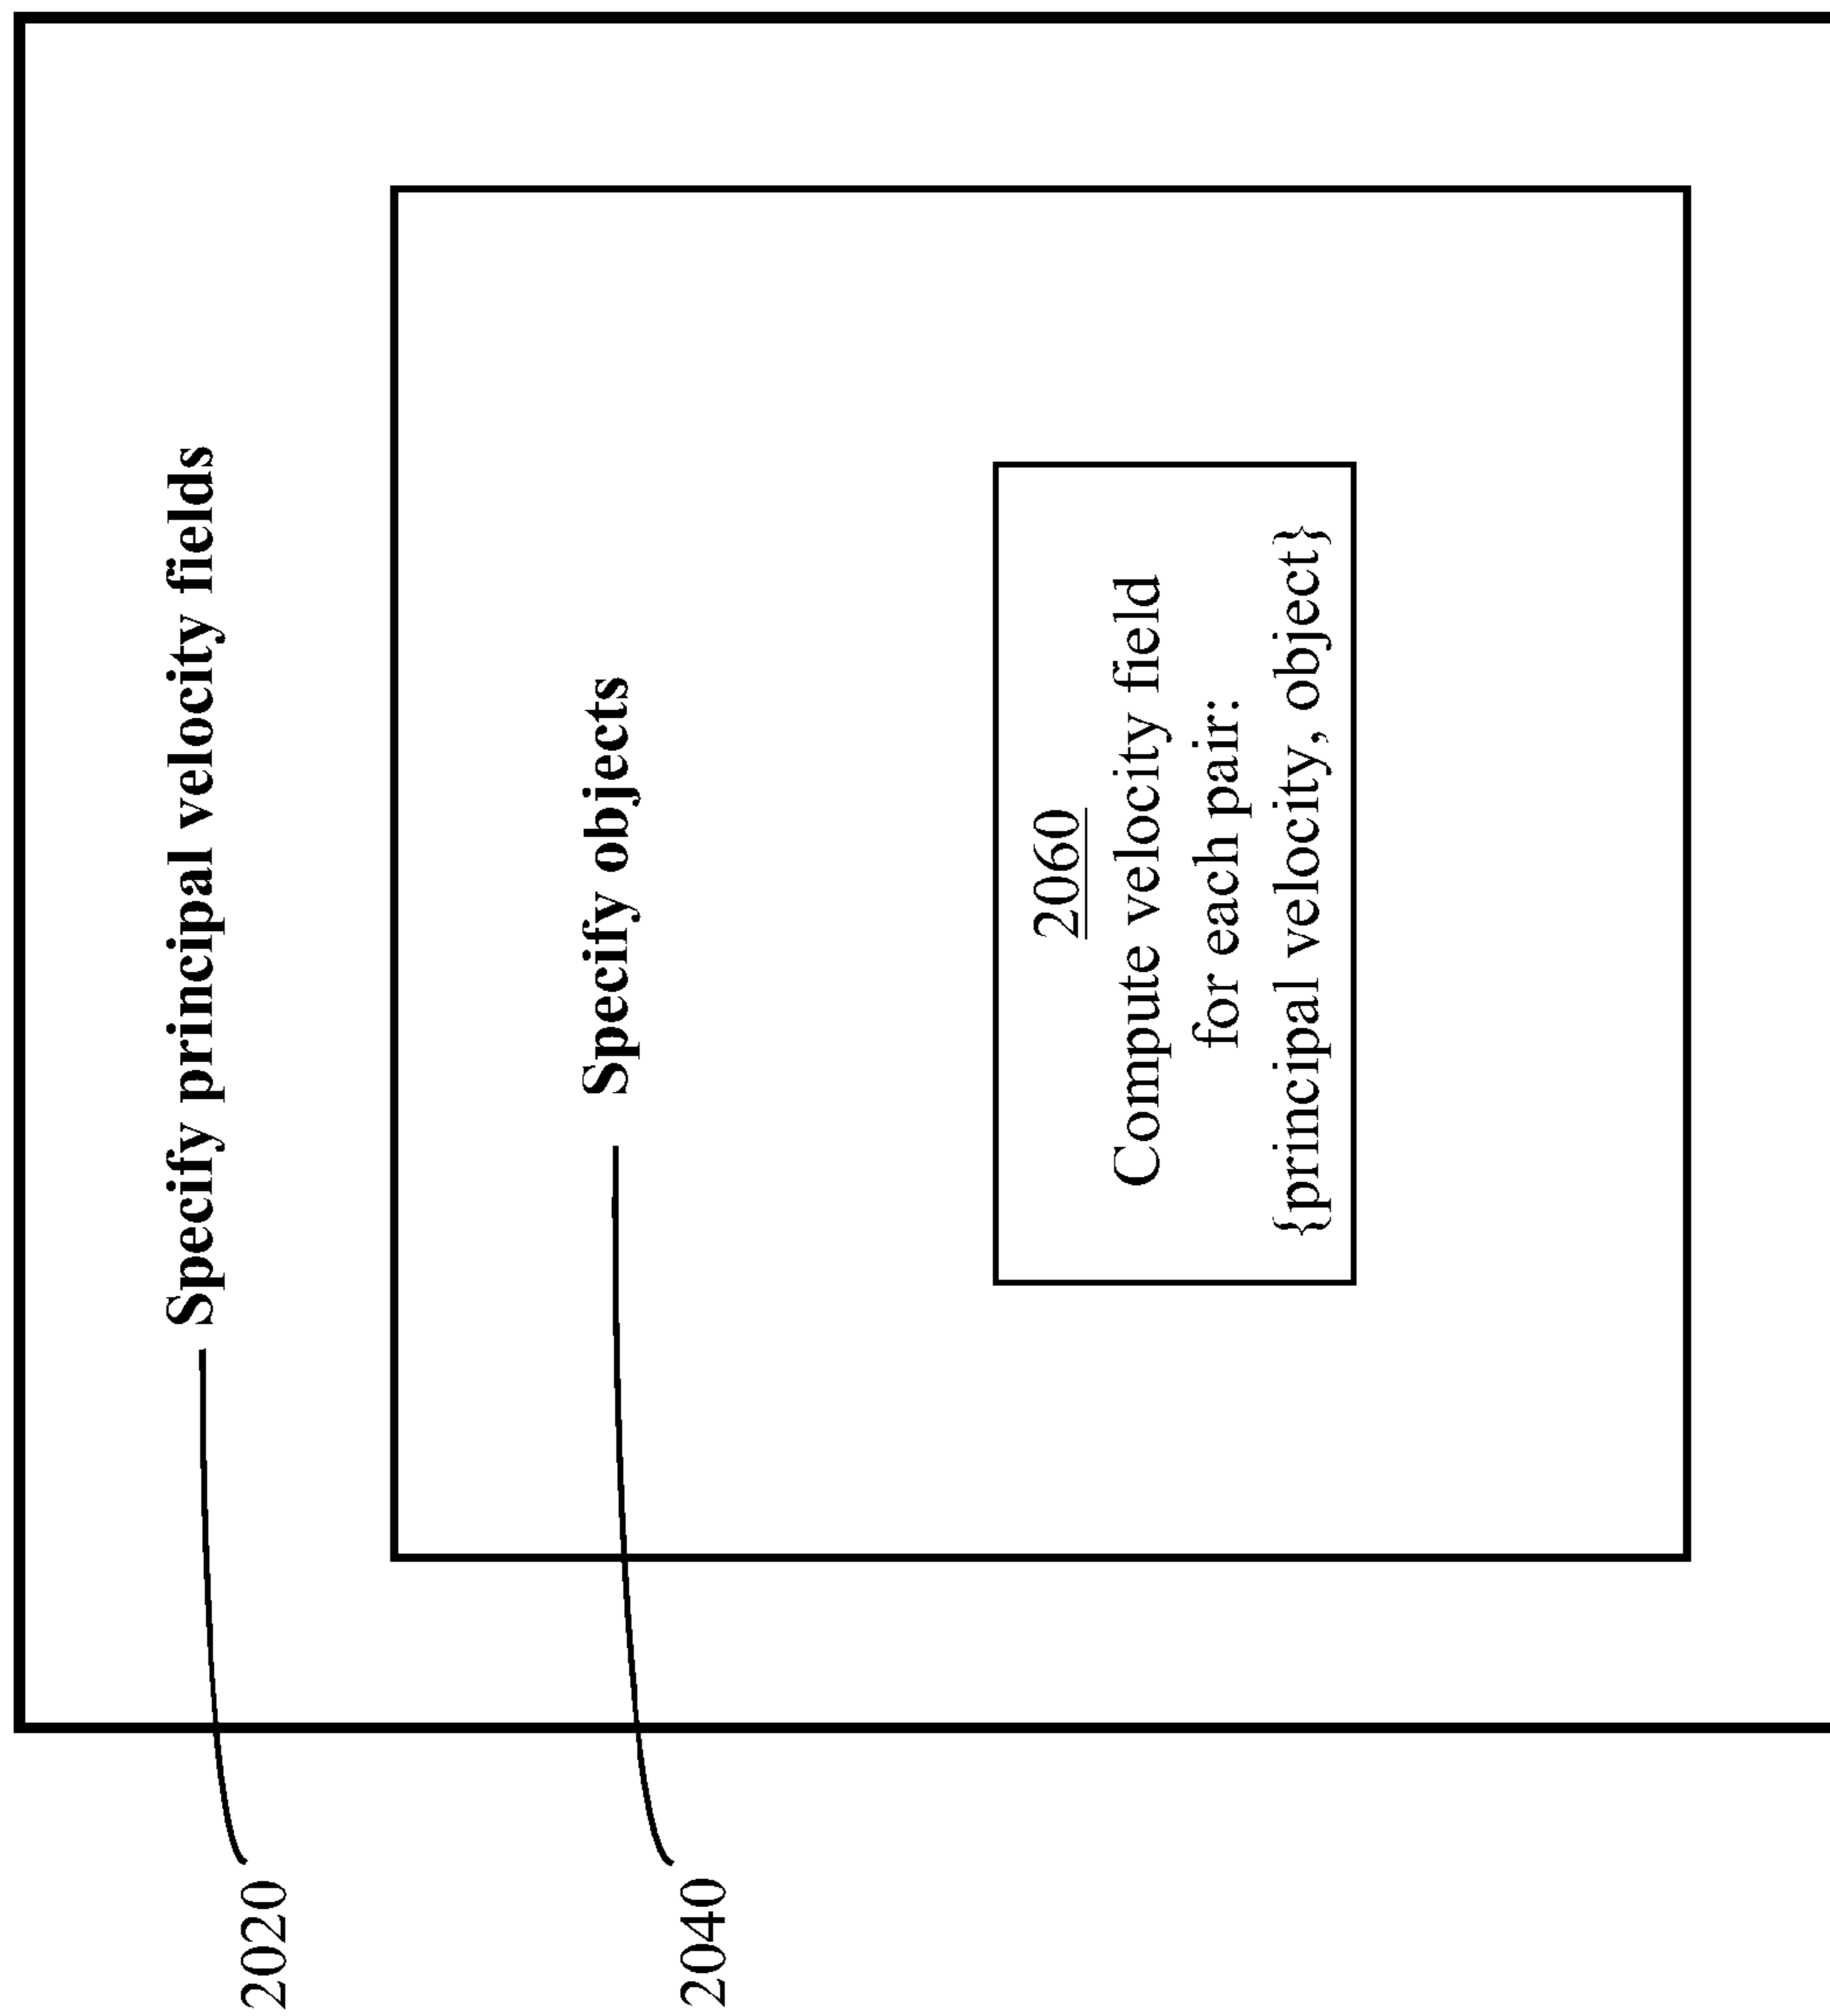 Specify principal velocity fields
2020
Specify objects
2040
2060
Compute velocity field
for each pair:
{principal velocity, object}